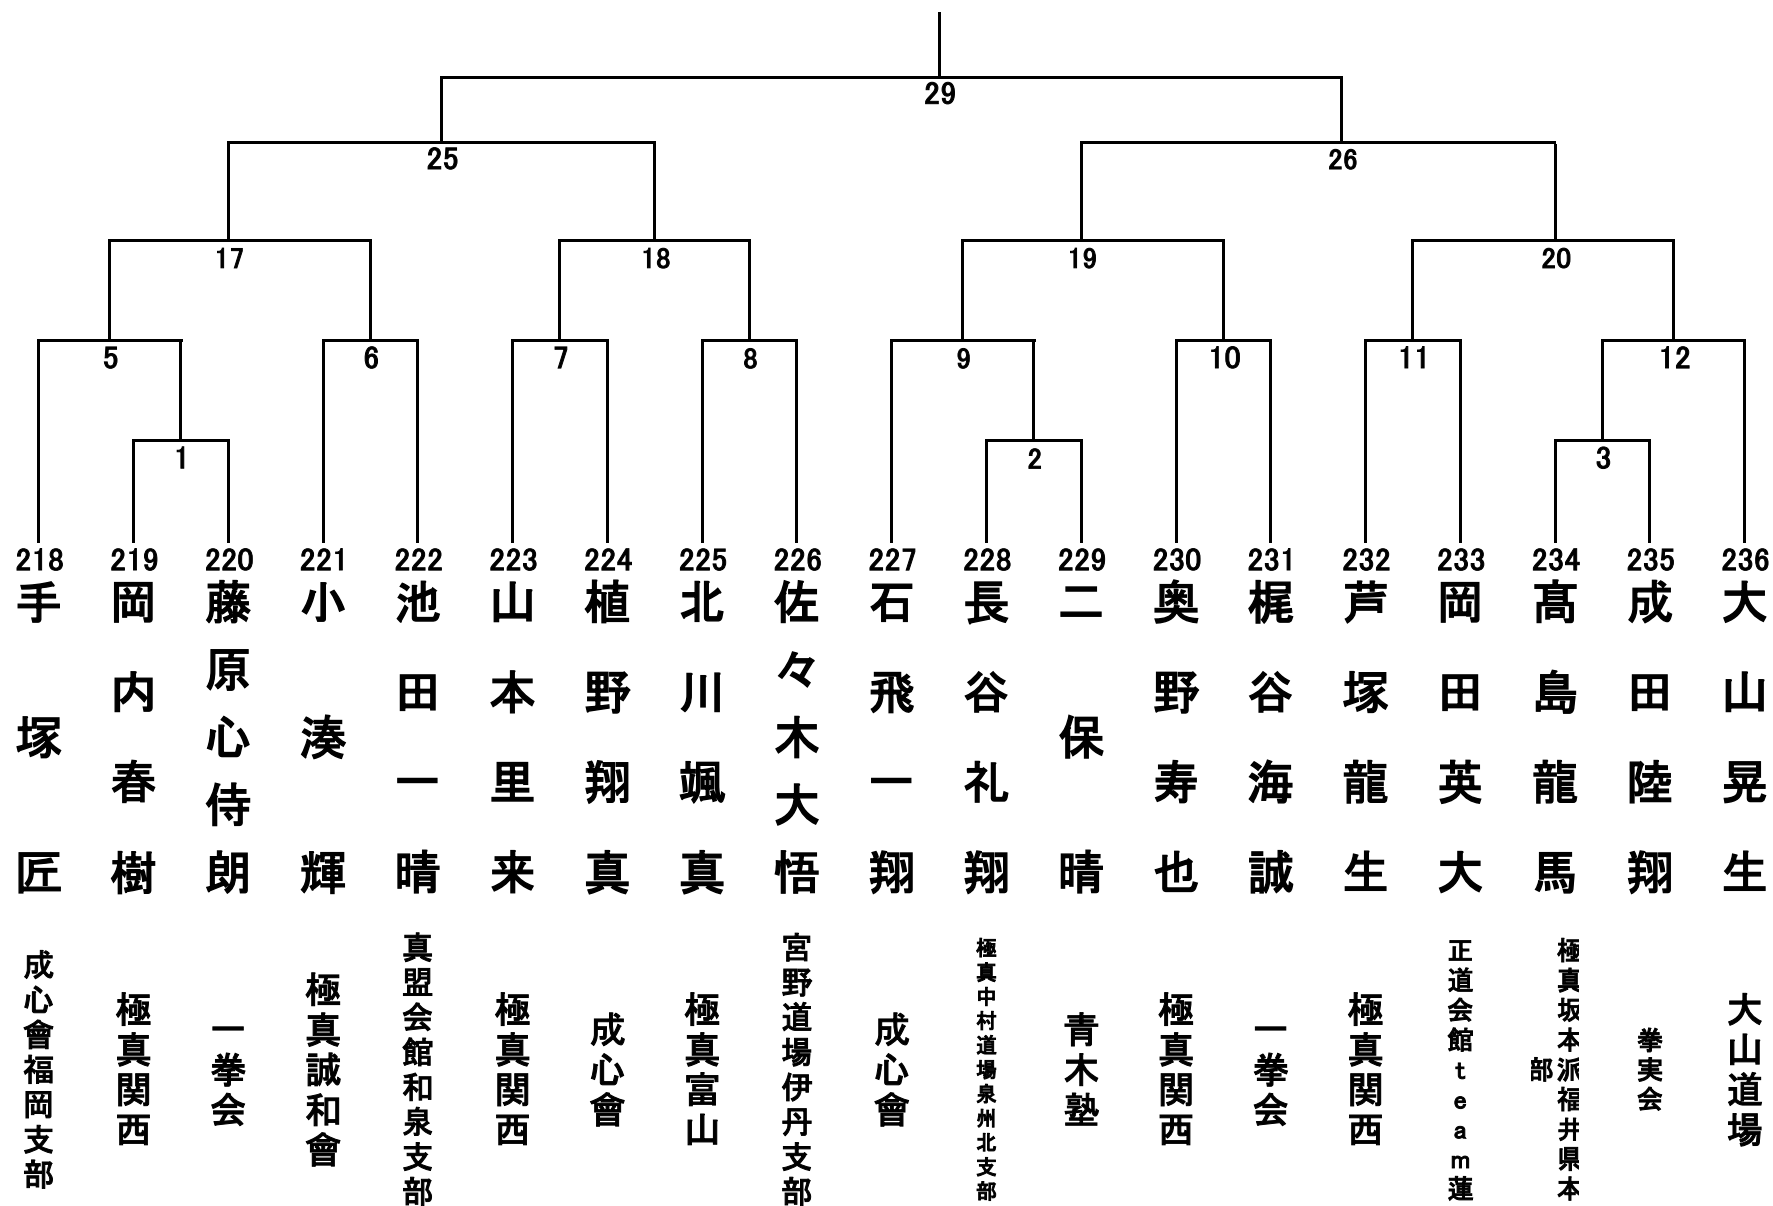 29
25
26
17
18
19
20
5
6
7
8
9
10
11
12
1
2
3
218
手塚匠
成心會福岡支部
219
岡内春樹
極真関西
220
藤原心侍朗
一拳会
221
小湊輝
極真誠和會
222
池田一晴
真盟会館和泉支部
223
山本里来
極真関西
224
植野翔真
成心會
225
北川颯真
極真富山
226
佐々木大悟
宮野道場伊丹支部
227
石飛一翔
成心會
228
長谷礼翔
極真中村道場泉州北支部
229
二保晴
青木塾
230
奥野寿也
極真関西
231
梶谷海誠
一拳会
232
芦塚龍生
極真関西
233
岡田英大
正道会館team蓮
234
髙島龍馬
極真坂本派福井県本
部
235
成田陸翔
拳実会
236
大山晃生
大山道場